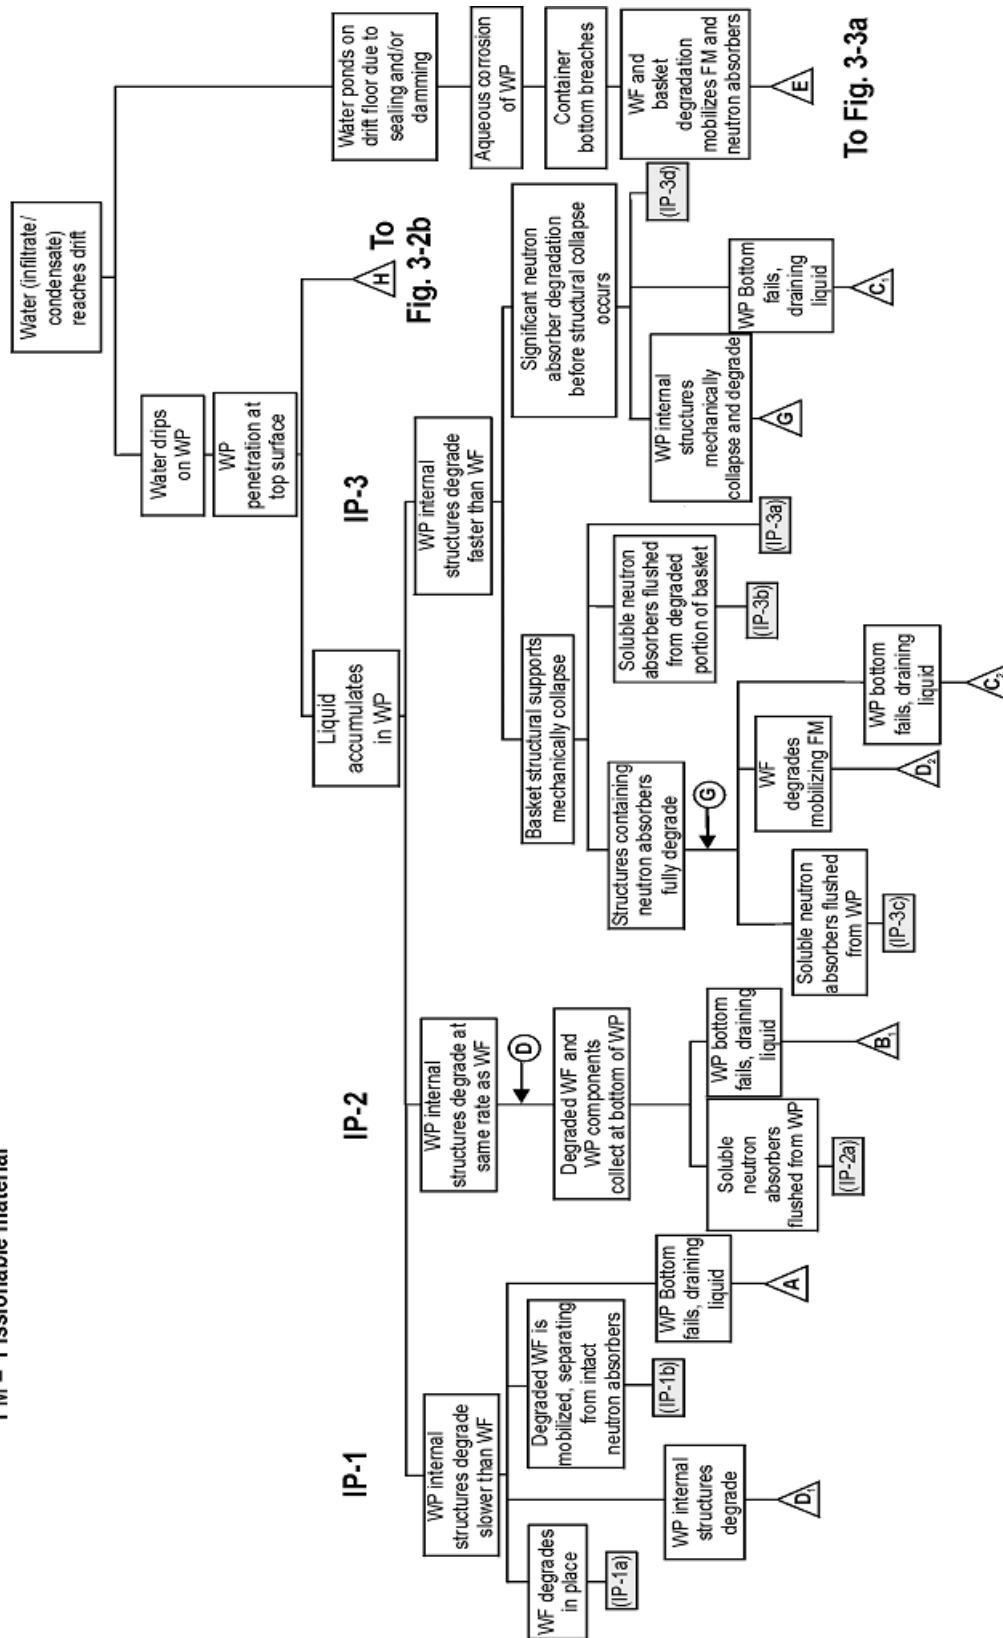 FM = Fissionable material
Water (infiltrate/
condensate)
reaches drift
Water drips
on WP
WP
penetration at
top surface
Water ponds on
drift floor due to
sealing and/or
damming
Aqueous corrosion
of WP
Container
bottom breaches
WF and
basket
degradation
mobilizes FM and
neutron absorbers
E
To Fig. 3-3a
H
To
Fig. 3-2b
Liquid
accumulates
in WP
IP-1
WP internal
structures degrade
slower than WF
WF degrades
in place
(IP-1a)
WP internal
structures
degrade
D1
Degraded WF is
mobilized, separating
from intact
neutron absorbers
(IP-1b)
WP Bottom
fails, draining
liquid
A
IP-2
WP internal
structures degrade at
same rate as WF
D
Degraded WF and
WP components
collect at bottom of WP
Soluble
neutron
absorbers
flushed from WP
(IP-2a)
WP bottom
fails, draining
liquid
B1
IP-3
WP internal
structures degrade
faster than WF
Basket structural supports
mechanically collapse
Structures containing
neutron absorbers
fully degrade
G
Soluble neutron
absorbers flushed
from WP
(IP-3c)
WF
degrades
mobilizing FM
D2
WP bottom
fails, draining
liquid
C2
Soluble neutron
absorbers flushed
from degraded
portion of basket
(IP-3b)
(IP-3a)
Significant neutron
absorber degradation
before structural collapse
occurs
WP internal
structures
mechanically
collapse and degrade
G
WP Bottom
fails,
draining
liquid
C1
(IP-3d)